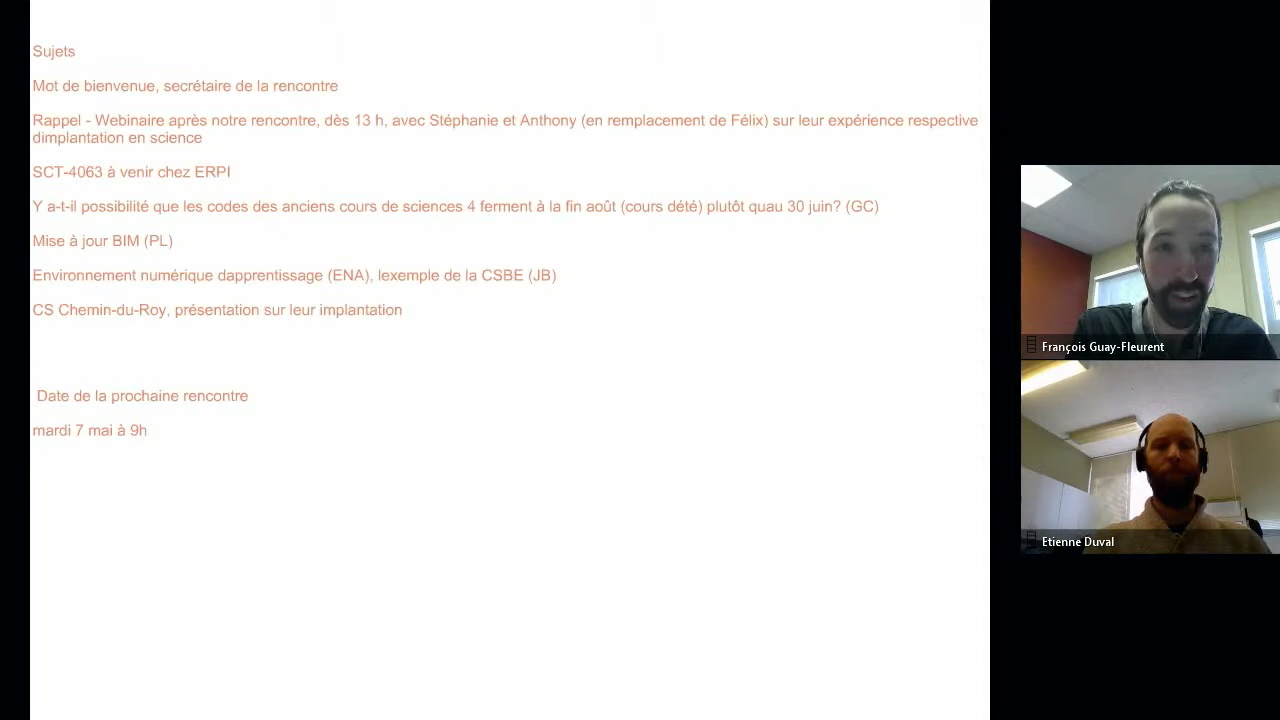 Sujets
Mot de bienvenue, secrétaire de la rencontre
Rappel - Webinaire après notre rencontre, dès 13 h, avec Stéphanie et Anthony (en remplacement de Félix) sur leur expérience respective
dimplantation en science
SCT-4063 à venir chez ERPI
Y a-t-il possibilité que les codes des anciens cours de sciences 4 ferment à la fin août (cours dété) plutôt quau 30 juin? (GC)
Mise à jour BIM (PL)
Environnement numérique dapprentissage (ENA), lexemple de la CSBE (JB)
CS Chemin-du-Roy, présentation sur leur implantation
Date de la prochaine rencontre
mardi 7 mai à 9h
François Guay-Fleurent
Etienne Duval